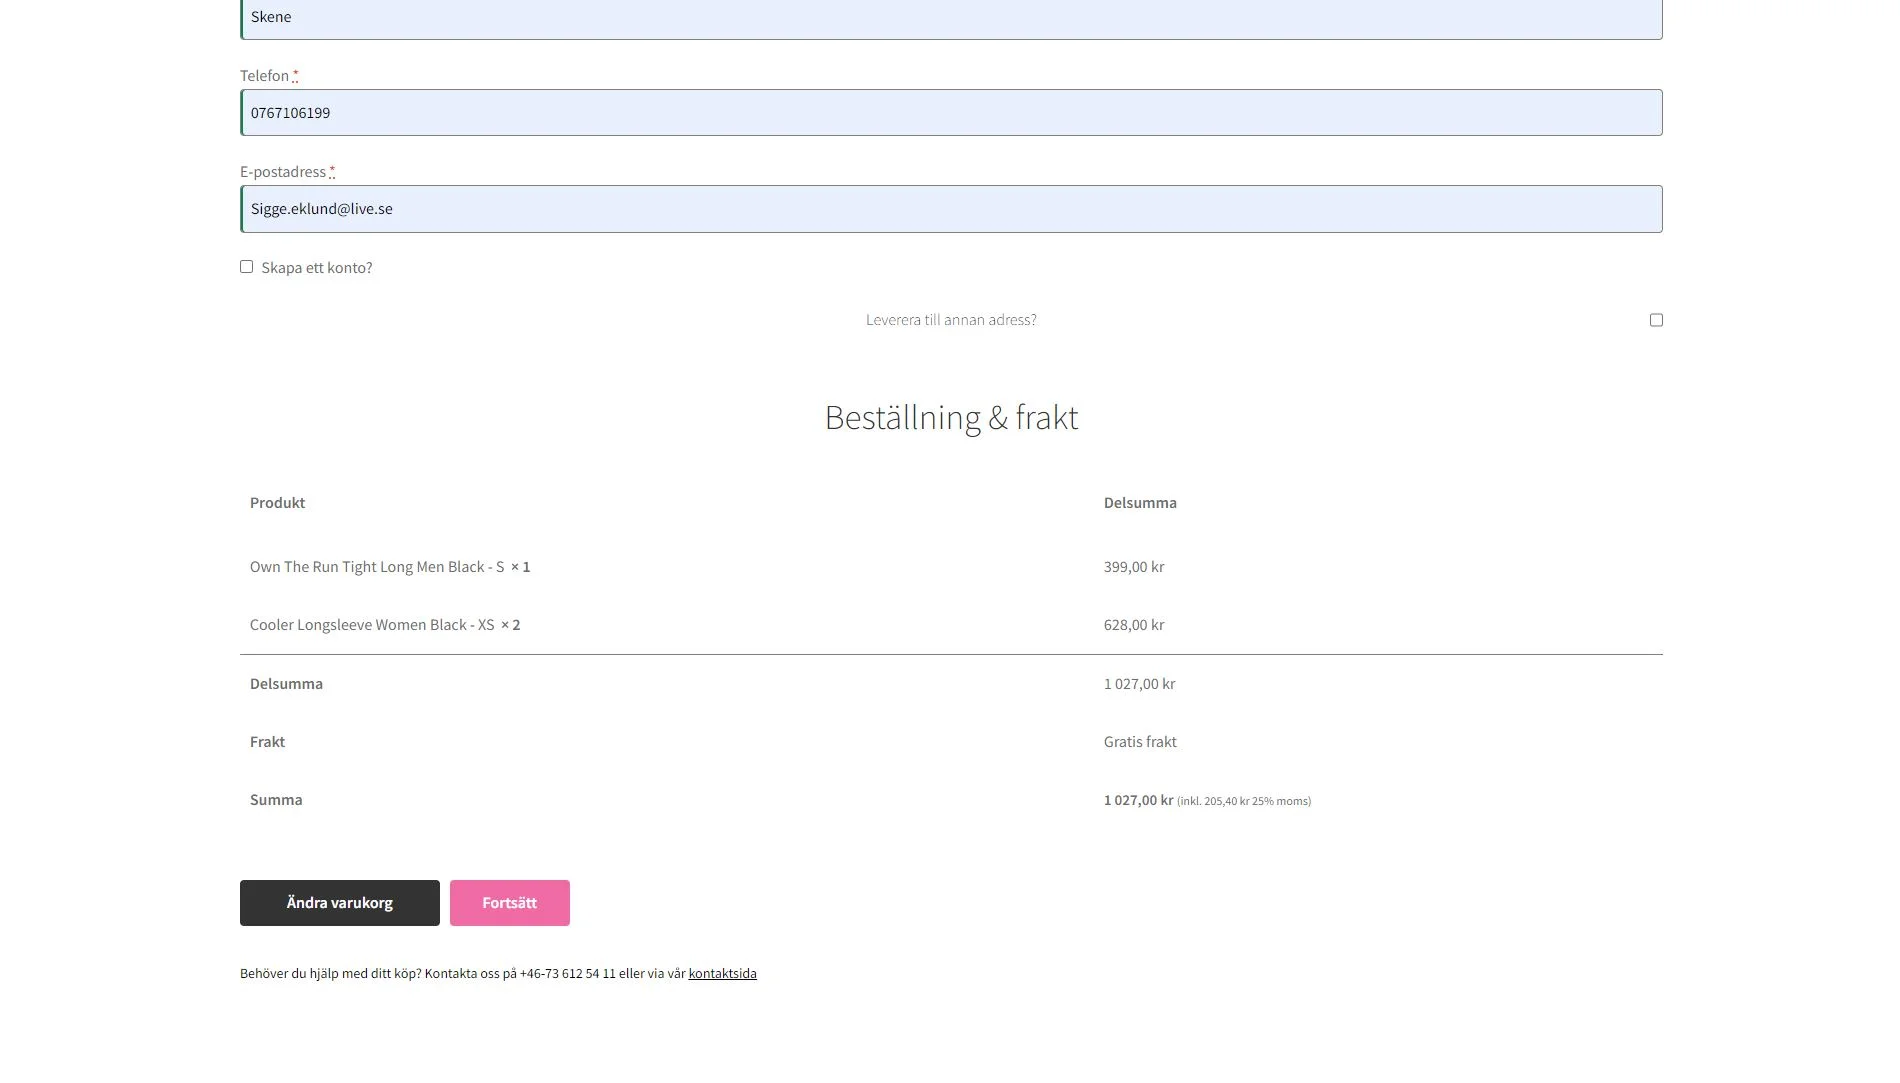 Skene
Telefon *
0767106199
E-postadress *
Sigge.eklund@live.se
Skapa ett konto?
Leverera till annan adress?
Beställning & frakt
Produkt Delsumma
Own The Run Tight Long Men Black - S × 1 399,00 kr
Cooler Longsleeve Women Black - XS × 2 628,00 kr
Delsumma 1 027,00 kr
Frakt Gratis frakt
Summa 1 027,00 kr (inkl. 205,40 kr 25% moms)
Ändra varukorg Fortsätt
Behöver du hjälp med ditt köp? Kontakta oss på +46-73 612 54 11 eller via vår kontaktsida